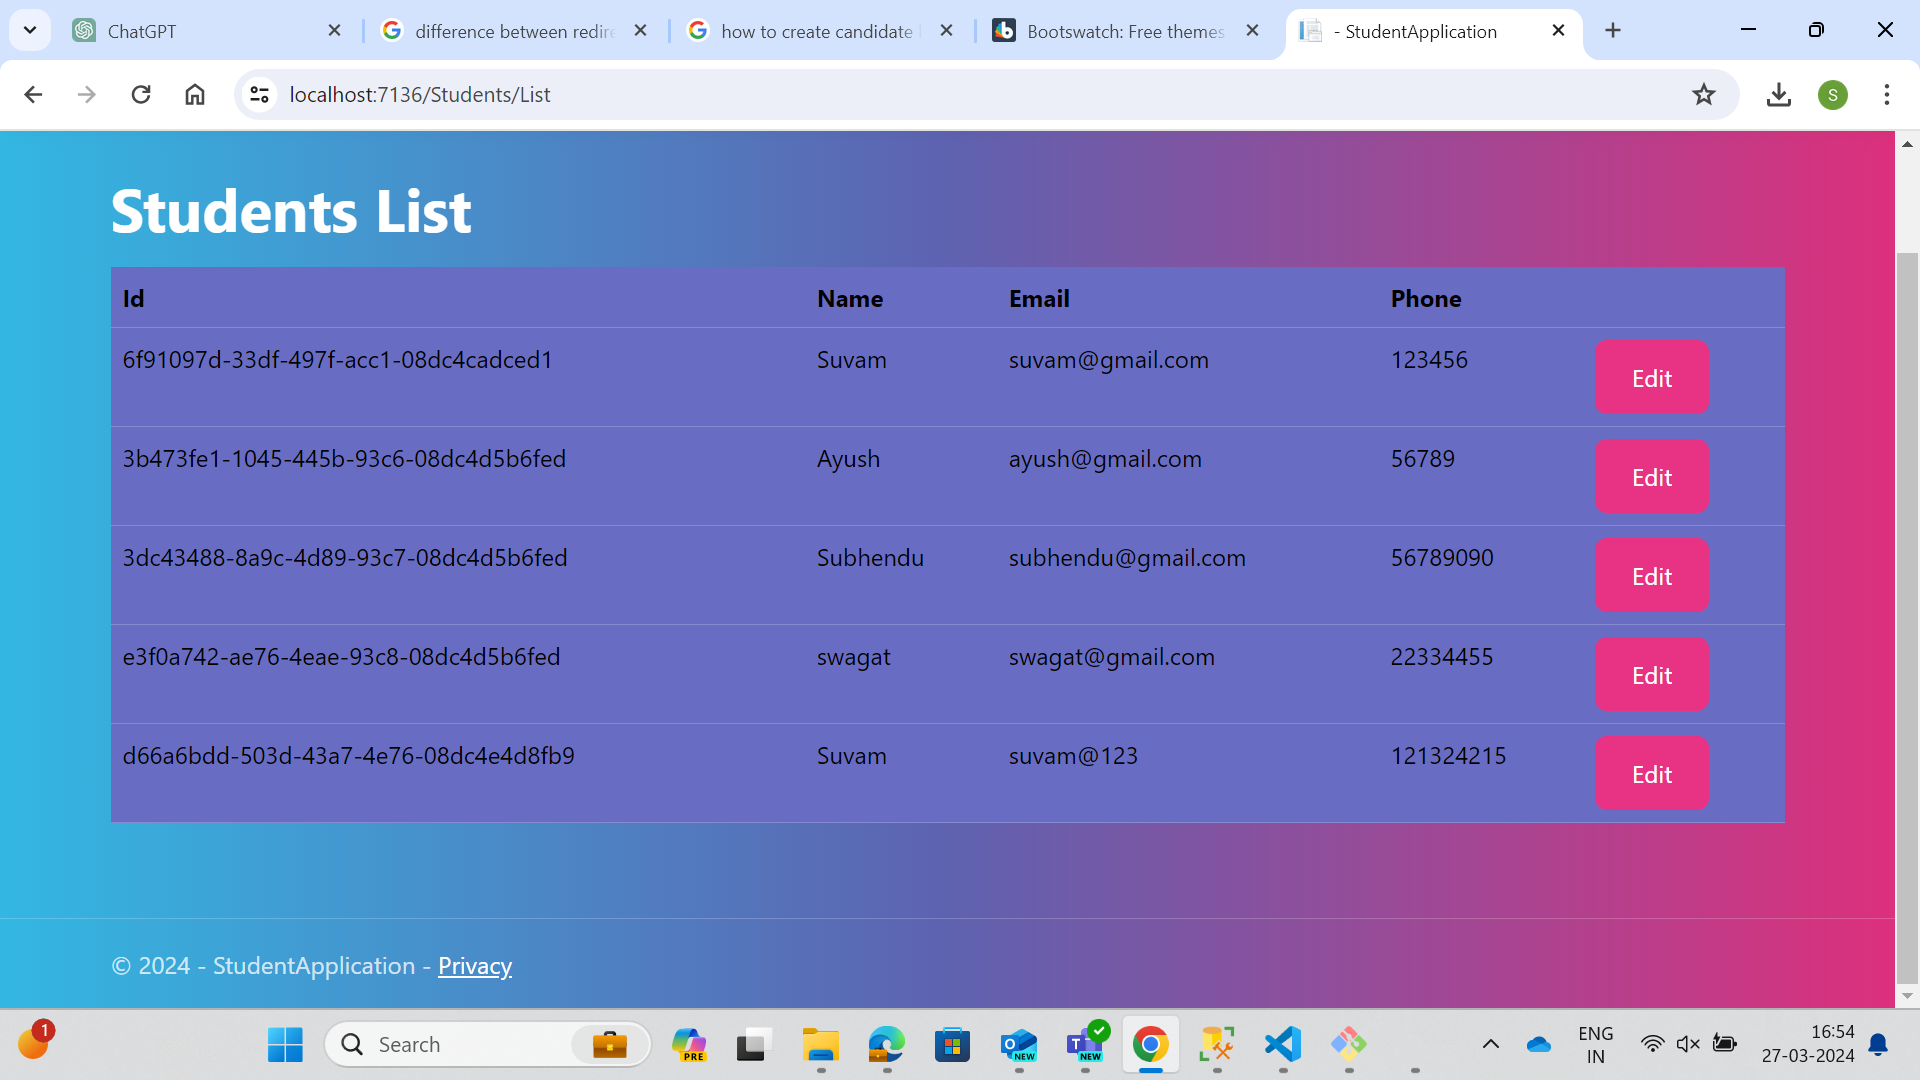 ChatGPT
difference between redire
how to create candidate
Bootswatch: Free themes
- StudentApplication
localhost:7136/Students/List
S
Students List
Id Name Email Phone
6f91097d-33df-497f-acc1-08dc4cadced1 Suvam suvam@gmail.com 123456 Edit
3b473fe1-1045-445b-93c6-08dc4d5b6fed Ayush ayush@gmail.com 56789 Edit
3dc43488-8a9c-4d89-93c7-08dc4d5b6fed Subhendu subhendu@gmail.com 56789090 Edit
e3f0a742-ae76-4eae-93c8-08dc4d5b6fed swagat swagat@gmail.com 22334455 Edit
d66a6bdd-503d-43a7-4e76-08dc4e4d8fb9 Suvam suvam@123 121324215 Edit
© 2024 - StudentApplication - Privacy
1
Search
PRE
NEW
NEW
ENG
IN
16:54
27-03-2024